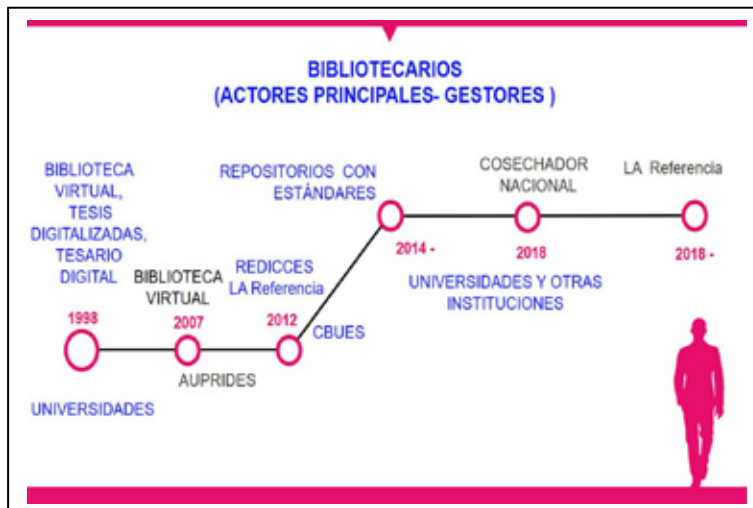 BIBLIOTECARIOS
(ACTORES PRINCIPALES- GESTORES )
BIBLIOTECA
VIRTUAL,
TESIS
DIGITALIZADAS,
TESARIO
DIGITAL
1998
UNIVERSIDADES
BIBLIOTECA
VIRTUAL
2007
AUPRIDES
REDICCES
LA Referencia
2012
CBUES
REPOSITORIOS CON
ESTÁNDARES
2014 -
COSECHADOR
NACIONAL
2018
UNIVERSIDADES Y OTRAS
INSTITUCIONES
LA Referencia
2018 -